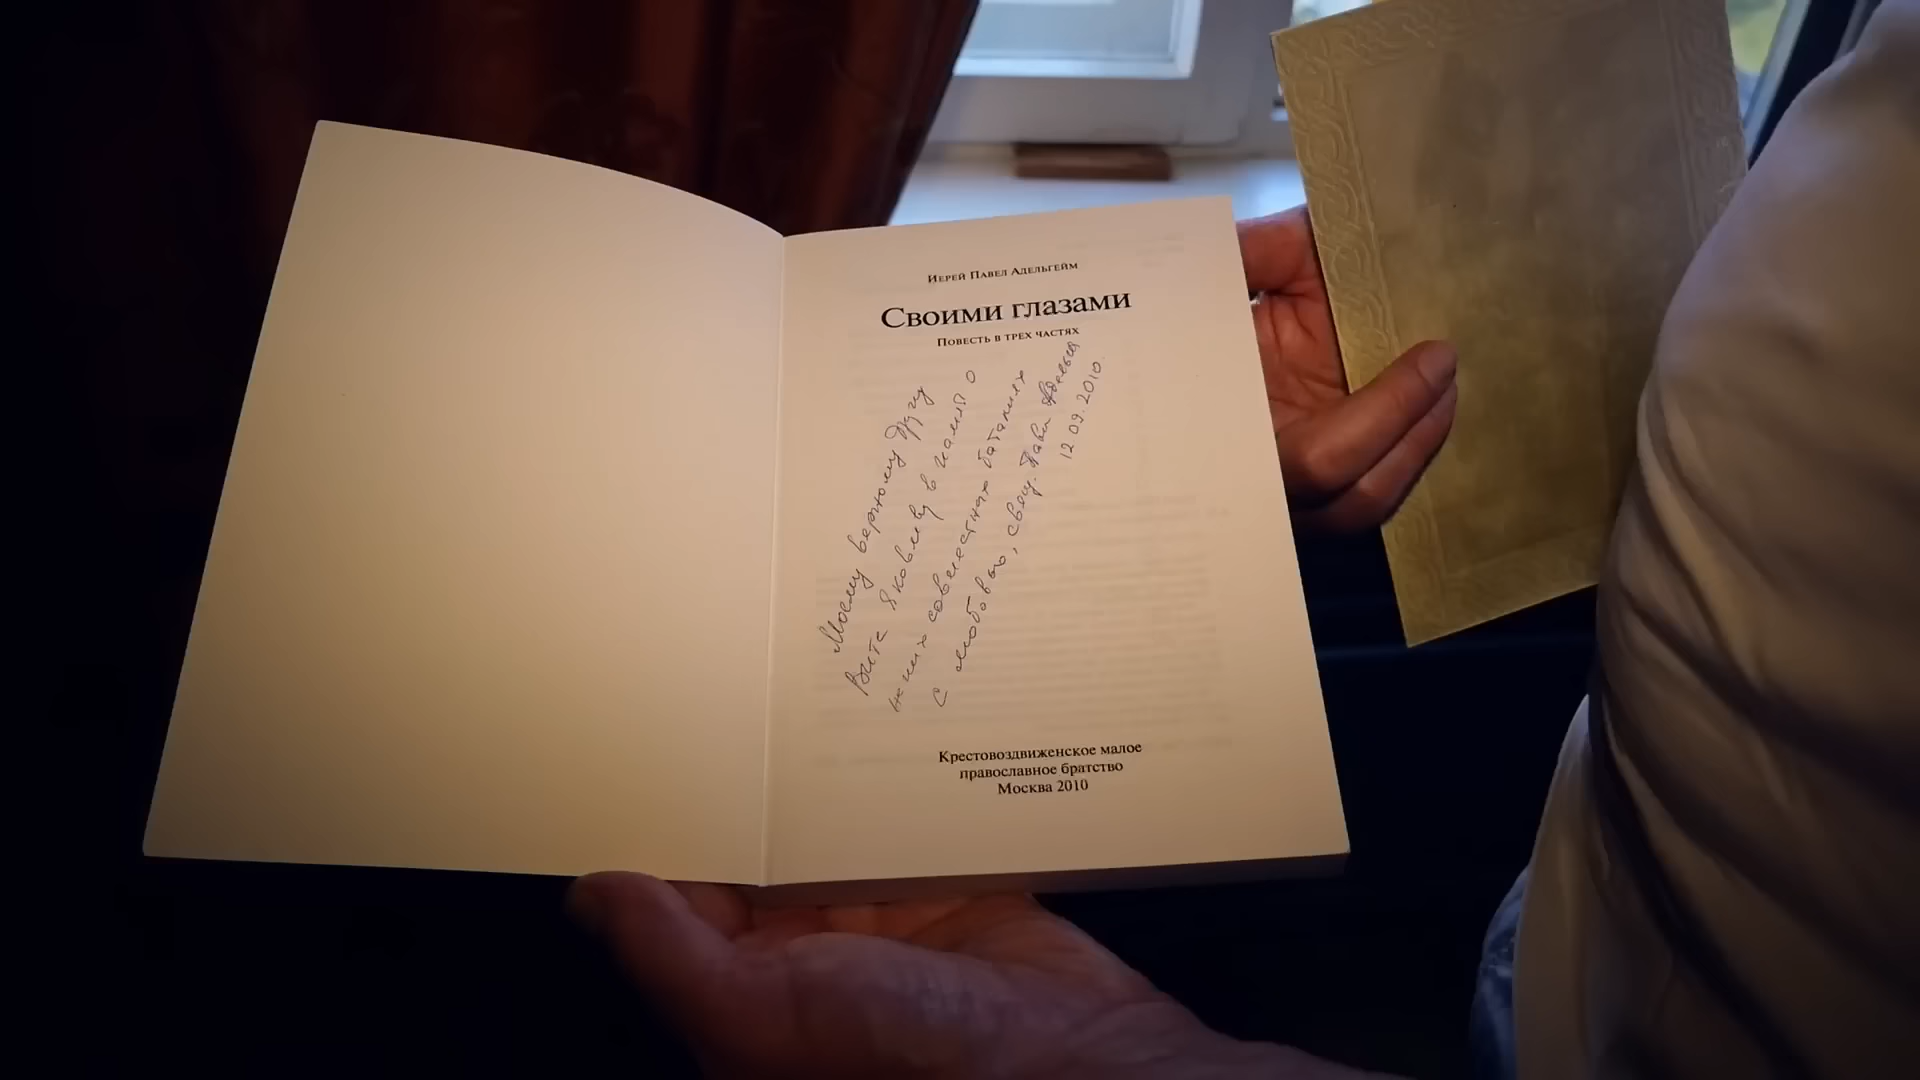 Иерей Павел Адельгейм
Своими глазами
Повесть в трех частях
Моему верному другу
Вите Яковлеву в память о
наших совместных баталиях
С любовью, свящ. Павел
12 09. 2010.
Крестовоздвиженское малое
православное братство
Москва 2010